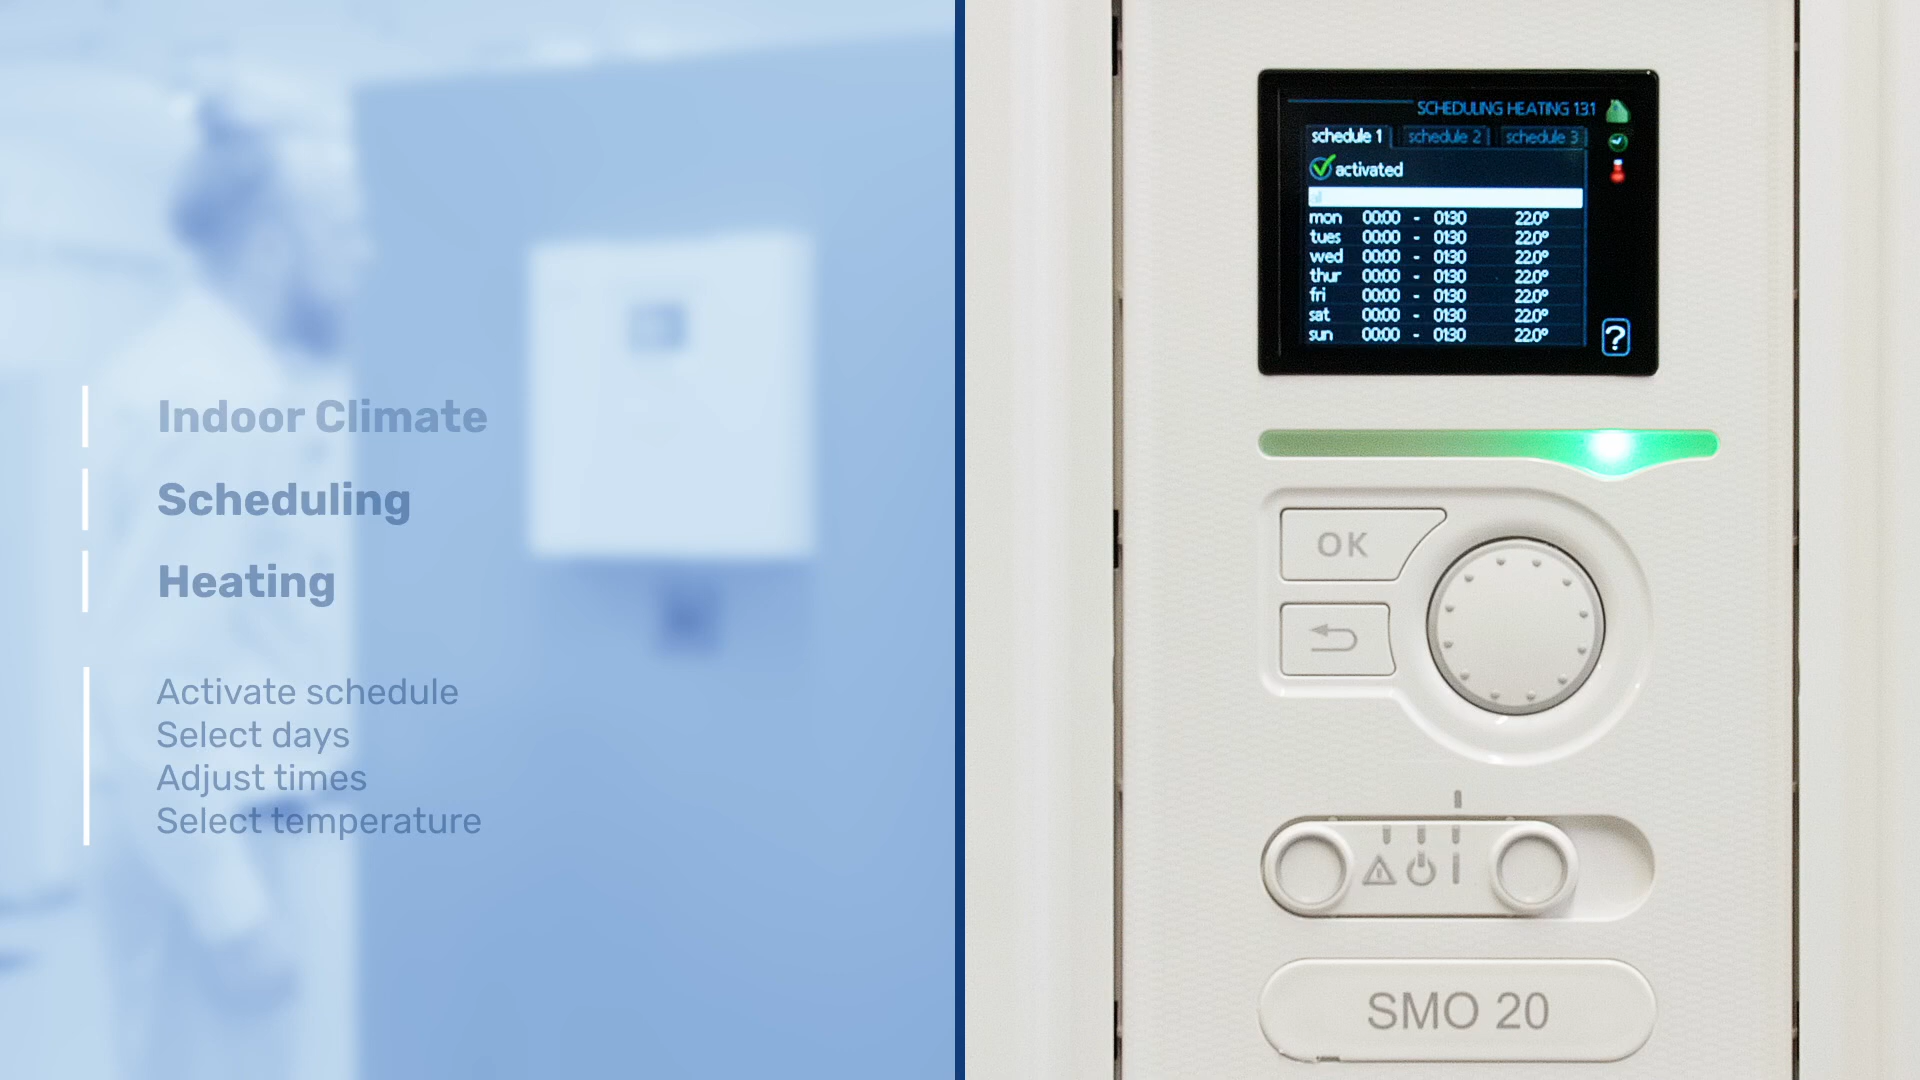 Indoor Climate
Scheduling
Heating
Activate schedule
Select days
Adjust times
Select temperature
SCHEDULING HEATING 1.3.1
schedule 1 schedule 2 schedule 3
activated
mon 00:00 - 01:30 22.0°
tues 00:00 - 01:30 22.0°
wed 00:00 - 01:30 22.0°
thur 00:00 - 01:30 22.0°
fri 00:00 - 01:30 22.0°
sat 00:00 - 01:30 22.0°
sun 00:00 - 01:30 22.0°
?
OK
SMO 20